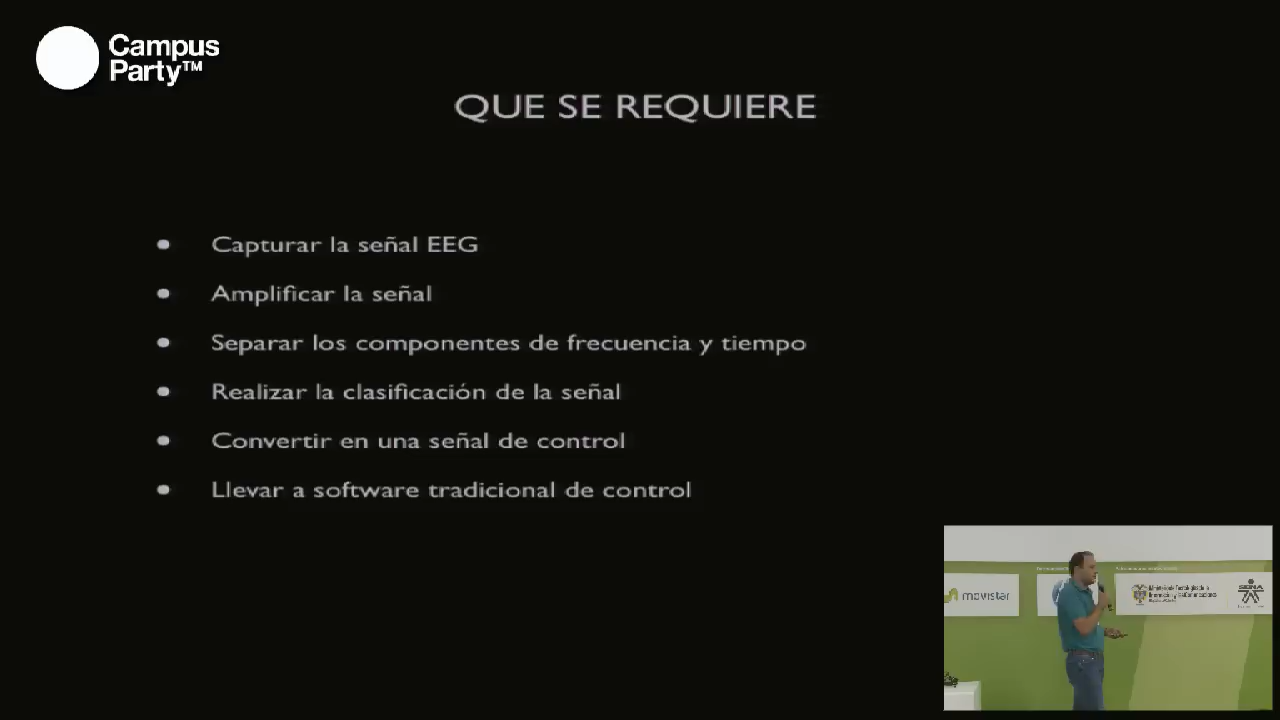 Campus
Party™
QUE SE REQUIERE
• Capturar la señal EEG
• Amplificar la señal
• Separar los componentes de frecuencia y tiempo
• Realizar la clasificación de la señal
• Convertir en una señal de control
• Llevar a software tradicional de control
movistar
SENA